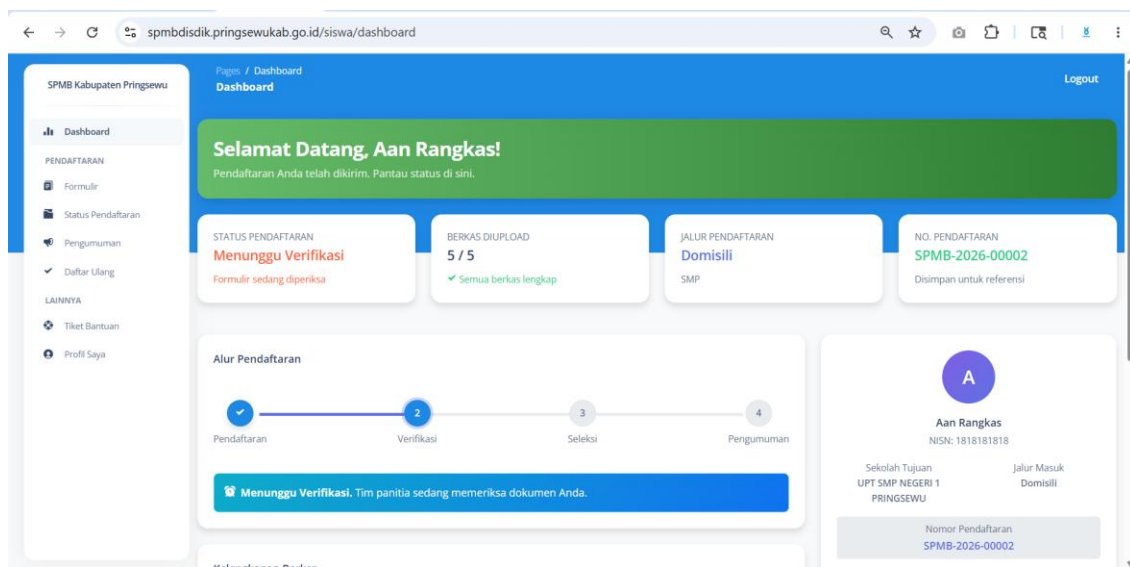 spmbdisdik.pringsewukab.go.id/siswa/dashboard
SPMB Kabupaten Pringsewu
Dashboard
PENDAFTARAN
Formulir
Status Pendaftaran
Pengumuman
Daftar Ulang
LAINNYA
Tiket Bantuan
Profil Saya
Pages / Dashboard
Dashboard
Logout
Selamat Datang, Aan Rangkas!
Pendaftaran Anda telah dikirim. Pantau status di sini.
STATUS PENDAFTARAN
Menunggu Verifikasi
Formulir sedang diperiksa
BERKAS DIUPLOAD
5 / 5
Semua berkas lengkap
JALUR PENDAFTARAN
Domisili
SMP
NO. PENDAFTARAN
SPMB-2026-00002
Disimpan untuk referensi
Alur Pendaftaran
2
3
4
Pendaftaran
Verifikasi
Seleksi
Pengumuman
Menunggu Verifikasi. Tim panitia sedang memeriksa dokumen Anda.
A
Aan Rangkas
NISN: 1818181818
Sekolah Tujuan
UPT SMP NEGERI 1
PRINGSEWU
Jalur Masuk
Domisili
Nomor Pendaftaran
SPMB-2026-00002